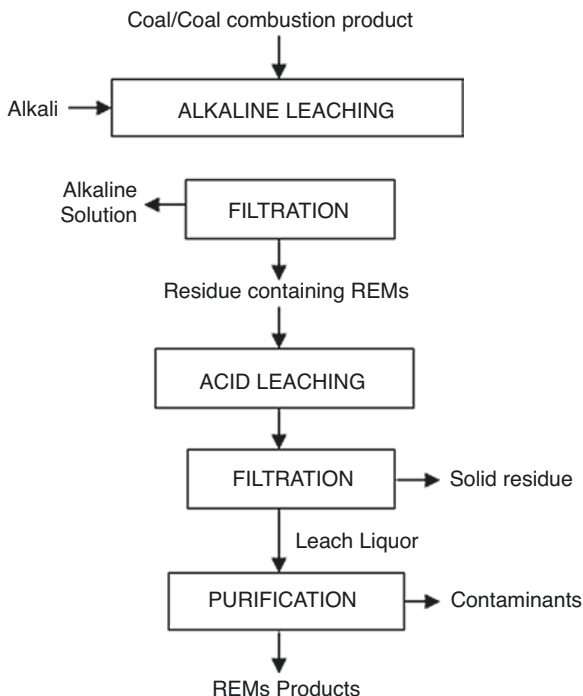 Coal/Coal combustion product
Alkali
ALKALINE LEACHING
Alkaline
Solution
FILTRATION
Residue containing REMs
ACID LEACHING
FILTRATION
Solid residue
Leach Liquor
PURIFICATION
Contaminants
REMs Products